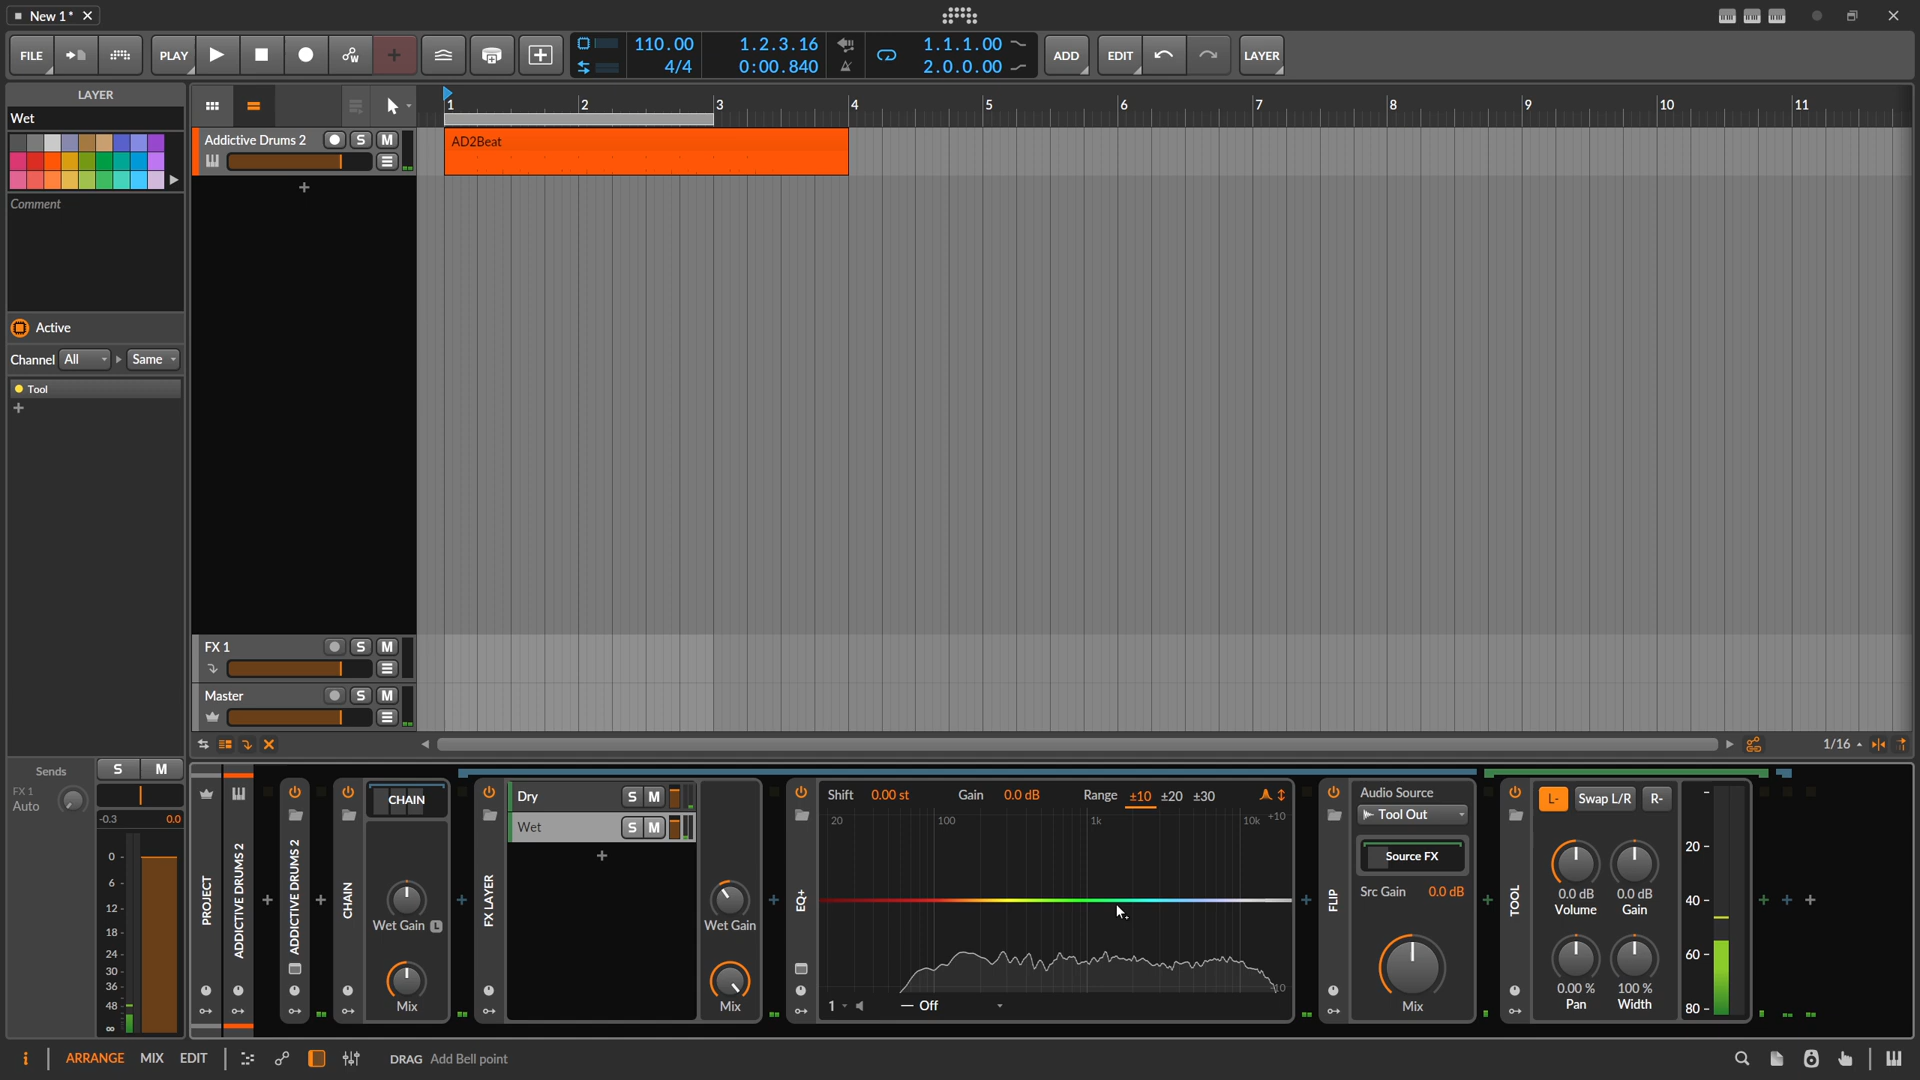 New 1*
FILE PLAY 110.00 4/4 1.2.3.16 0:00.840 1.1.1.00 2.0.0.00 ADD EDIT LAYER
LAYER
Wet
Comment
Active
Channel All Same
Tool
1 2 3 4 5 6 7 8 9 10 11
Addictive Drums 2 S M
AD2Beat
FX 1 S M
Master S M
1/16
Sends
FX 1
Auto
S M
-0.3 0.0
0
6
12
18
24
30
36
48
∞
PROJECT
ADDICTIVE DRUMS 2
ADDICTIVE DRUMS 2
CHAIN
CHAIN
Wet Gain L
Mix
FX LAYER
Dry S M
Wet S M
Wet Gain
Mix
EQ+
Shift 0.00 st Gain 0.0 dB Range ±10 ±20 ±30
20 100 1k 10k +10
-10
1 Off
FLIP
Audio Source
Tool Out
Source FX
Src Gain 0.0 dB
Mix
TOOL
L- Swap L/R R-
0.0 dB 0.0 dB
Volume Gain
0.00 % 100 %
Pan Width
20
40
60
80
i ARRANGE MIX EDIT DRAG Add Bell point